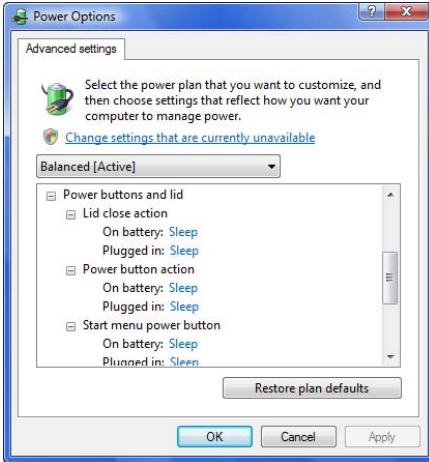 Power Options
Advanced settings
Select the power plan that you want to customize, and
then choose settings that reflect how you want your
computer to manage power.
Change settings that are currently unavailable
Balanced [Active]
Power buttons and lid
Lid close action
On battery: Sleep
Plugged in: Sleep
Power button action
On battery: Sleep
Plugged in: Sleep
Start menu power button
On battery: Sleep
Plugged in: Sleep
Restore plan defaults
OK
Cancel
Apply